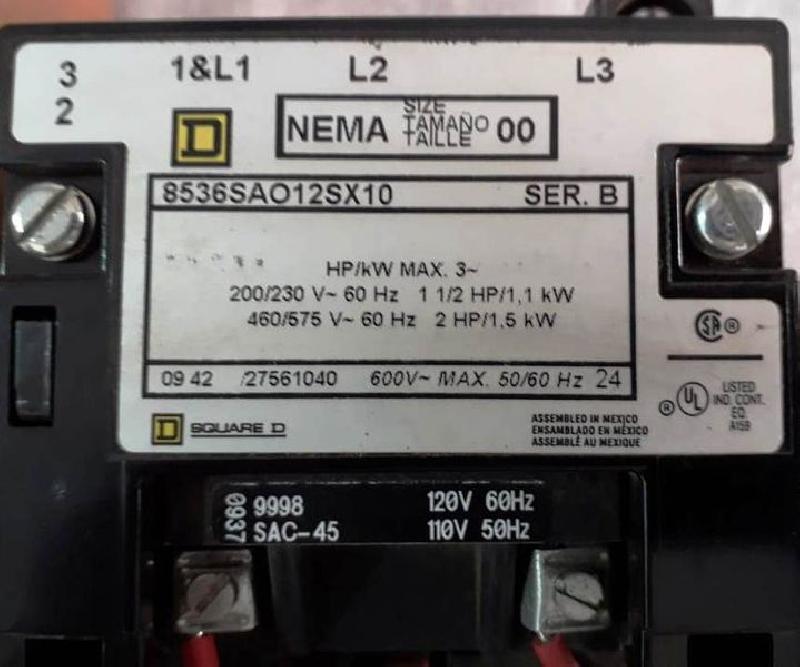 3 1&L1 L2 L3
2
D NEMA SIZE TAMAÑO TAILLE 00
8536SAO12SX10 SER. B
HP/kW MAX. 3~
200/230 V~ 60 Hz 1 1/2 HP/1,1 kW
460/575 V~ 60 Hz 2 HP/1,5 kW
09 42 /27561040 600V~ MAX. 50/60 Hz 24
SA ®
® UL LISTED
IND. CONT.
EQ.
D SQUARE D
ASSEMBLED IN MEXICO
ENSAMBLADO EN MÉXICO
ASSEMBLÉ AU MEXIQUE
0937
9998 120V 60Hz
SAC-45 110V 50Hz